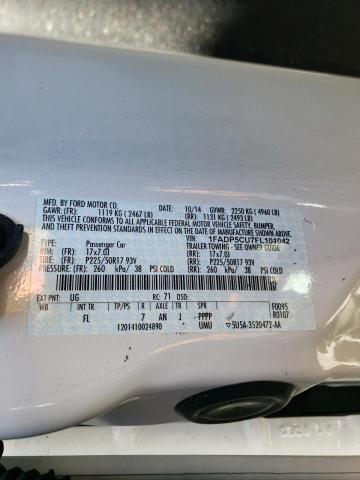 MFD. BY FORD MOTOR CO.
10/14 GVWR: 2250 KG ( 4960 LB)
GAWR: (FR): 1119 KG ( 2467 LB) (RR): 1131 KG ( 2493 LB)
THIS VEHICLE CONFORMS TO ALL APPLICABLE FEDERAL MOTOR VEHICLE SAFETY, BUMPER,
AND THEFT PREVENTION STANDARDS IN EFFECT ON THE DATE OF MANUFACTURE SHOWN ABOVE.
VIN: 1FADP5CU7FL104042
TYPE: Passenger Car TRAILER TOWING - SEE OWNER GUIDE
RIM: (FR): 17x7.0J (RR): 17x7.0J
TIRE: (FR): P225/50R17 93V (RR): P225/50R17 93V
PRESSURE: (FR): 260 kPa/ 38 PSI COLD (RR): 260 kPa/ 38 PSI COLD
EXT PNT: UG RC: 71 DSO: F0095
WB INT TR TP/PS R AXLE TR SPR R0107
FL 7 AN J PPPP
1201410024890 UMU 5U5A-3520472-AA